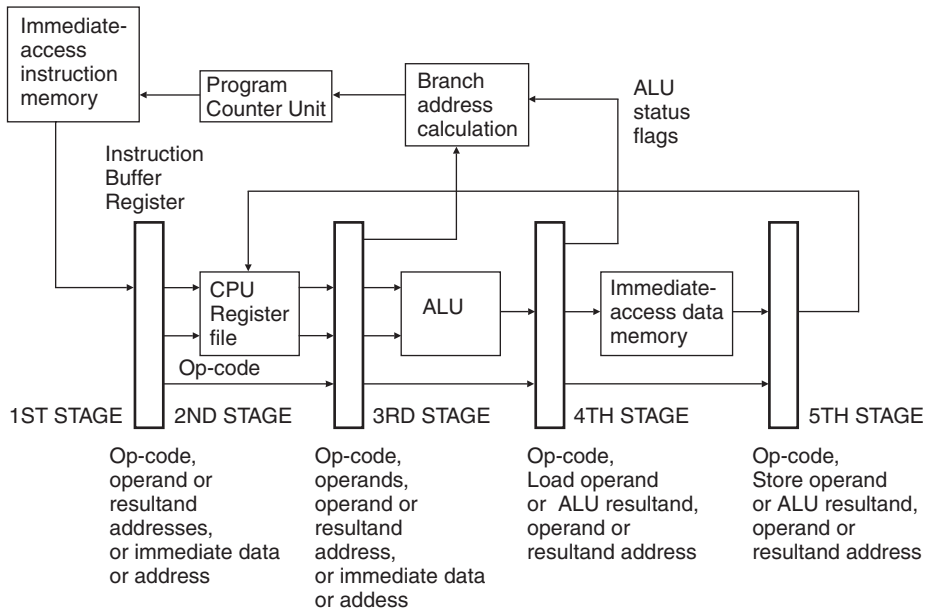 Immediate-
access
instruction
memory
Program
Counter Unit
Branch
address
calculation
ALU
status
flags
Instruction
Buffer
Register
CPU
Register
file
ALU
Immediate-
access data
memory
Op-code
1ST STAGE
2ND STAGE
3RD STAGE
4TH STAGE
5TH STAGE
Op-code,
operand or
resultand
addresses,
or immediate data
or address
Op-code,
operands,
operand or
resultand
address,
or immediate data
or addess
Op-code,
Load operand
or ALU resultand,
operand or
resultand address
Op-code,
Store operand
or ALU resultand,
operand or
resultand address